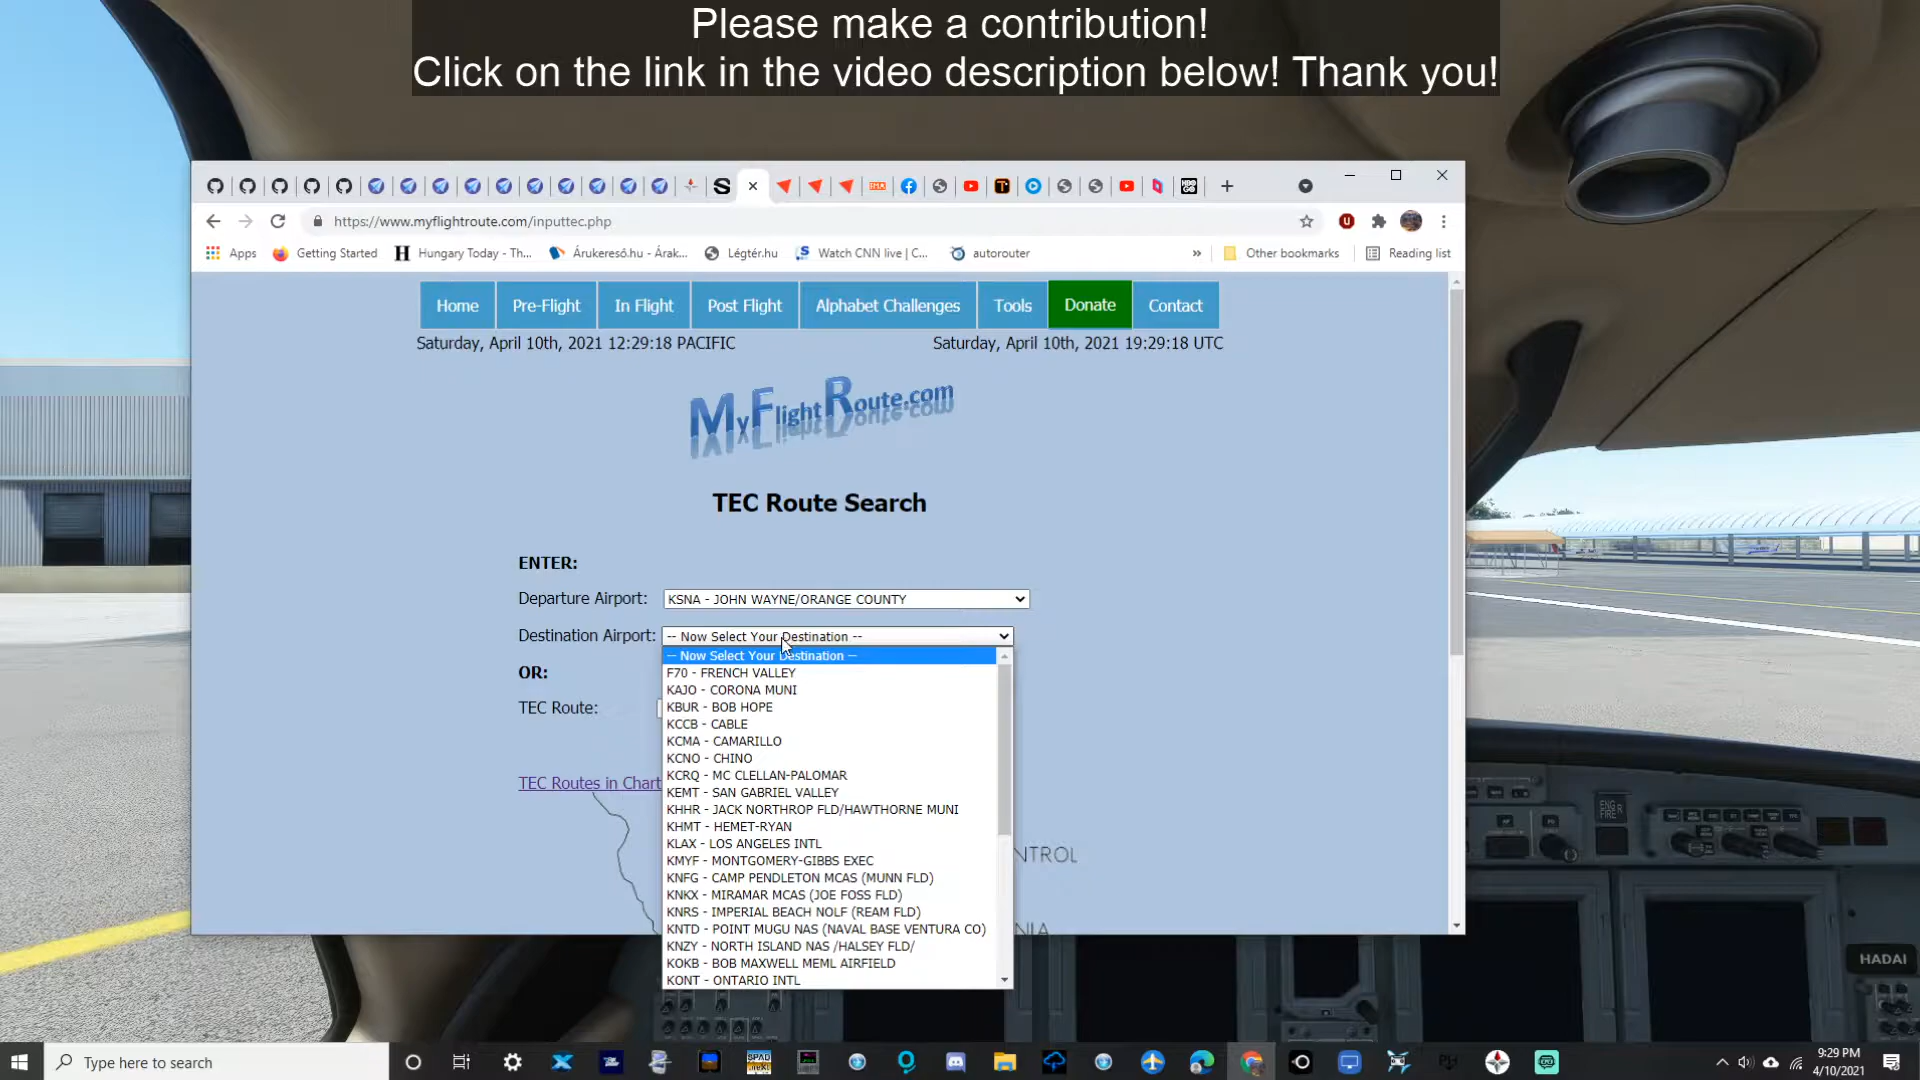 Please make a contribution!
Click on the link in the video description below! Thank you!
https://www.myflightroute.com/inputtec.php
Apps
Getting Started
Hungary Today - Th...
Árukereső.hu - Árak...
Légtér.hu
Watch CNN live | C...
autorouter
»
Other bookmarks
Reading list
Home
Pre-Flight
In Flight
Post Flight
Alphabet Challenges
Tools
Donate
Contact
Saturday, April 10th, 2021 12:29:18 PACIFIC
Saturday, April 10th, 2021 19:29:18 UTC
MyFlightRoute.com
TEC Route Search
ENTER:
Departure Airport:
KSNA - JOHN WAYNE/ORANGE COUNTY
Destination Airport:
-- Now Select Your Destination --
-- Now Select Your Destination --
F70 - FRENCH VALLEY
KAJO - CORONA MUNI
KBUR - BOB HOPE
KCCB - CABLE
KCMA - CAMARILLO
KCNO - CHINO
KCRQ - MC CLELLAN-PALOMAR
KEMT - SAN GABRIEL VALLEY
KHHR - JACK NORTHROP FLD/HAWTHORNE MUNI
KHMT - HEMET-RYAN
KLAX - LOS ANGELES INTL
KMYF - MONTGOMERY-GIBBS EXEC
KNFG - CAMP PENDLETON MCAS (MUNN FLD)
KNKX - MIRAMAR MCAS (JOE FOSS FLD)
KNRS - IMPERIAL BEACH NOLF (REAM FLD)
KNTD - POINT MUGU NAS (NAVAL BASE VENTURA CO)
KNZY - NORTH ISLAND NAS /HALSEY FLD/
KOKB - BOB MAXWELL MEML AIRFIELD
KONT - ONTARIO INTL
OR:
TEC Route:
TEC Routes in Chart
NTROL
NIA
ENG
FIRE
HADAI
Type here to search
9:29 PM
4/10/2021